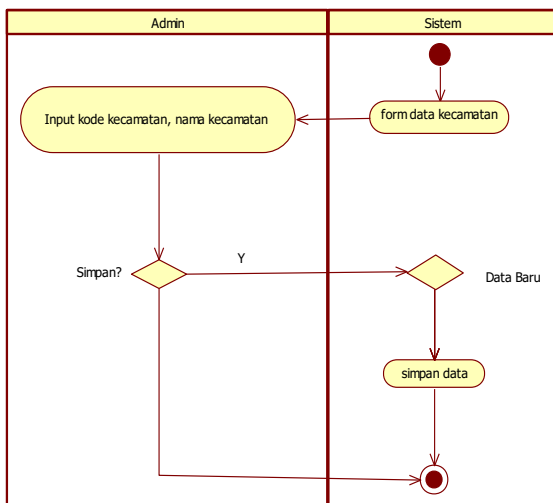 Admin
Sistem
form data kecamatan
Input kode kecamatan, nama kecamatan
Simpan?
Y
Data Baru
simpan data